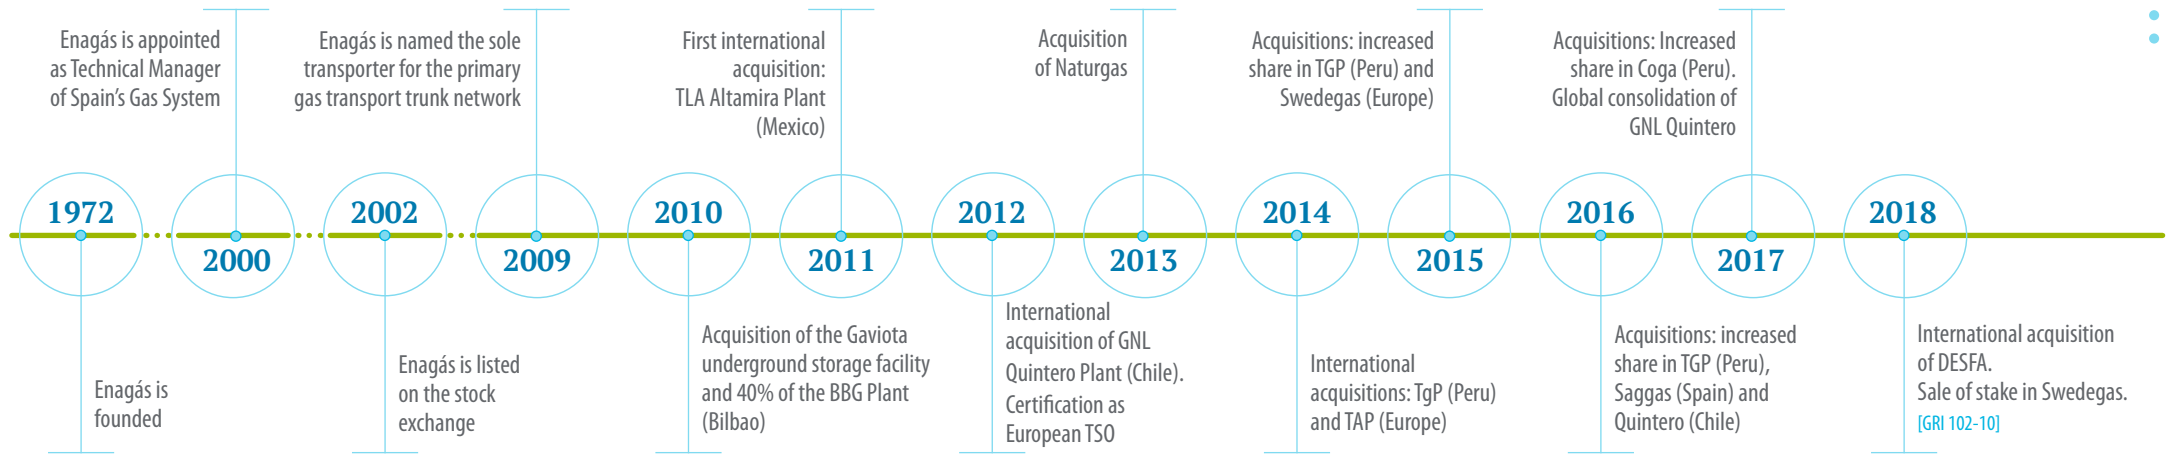 Enagás is appointed
as Technical Manager
of Spain's Gas System
Enagás is named the sole
transporter for the primary
gas transport trunk network
First international
acquisition:
TLA Altamira Plant
(Mexico)
Acquisition
of Naturgas
Acquisitions: increased
share in TGP (Peru) and
Swedegas (Europe)
Acquisitions: Increased
share in Coga (Peru).
Global consolidation of
GNL Quintero
1972
2000
2002
2009
2010
2011
2012
2013
2014
2015
2016
2017
2018
Enagás is
founded
Enagás is listed
on the stock
exchange
Acquisition of the Gaviota
underground storage facility
and 40% of the BBG Plant
(Bilbao)
International
acquisition of GNL
Quintero Plant (Chile).
Certification as
European TSO
International
acquisitions: TgP (Peru)
and TAP (Europe)
Acquisitions: increased
share in TGP (Peru),
Saggas (Spain) and
Quintero (Chile)
International acquisition
of DESFA.
Sale of stake in Swedegas.
[GRI 102-10]